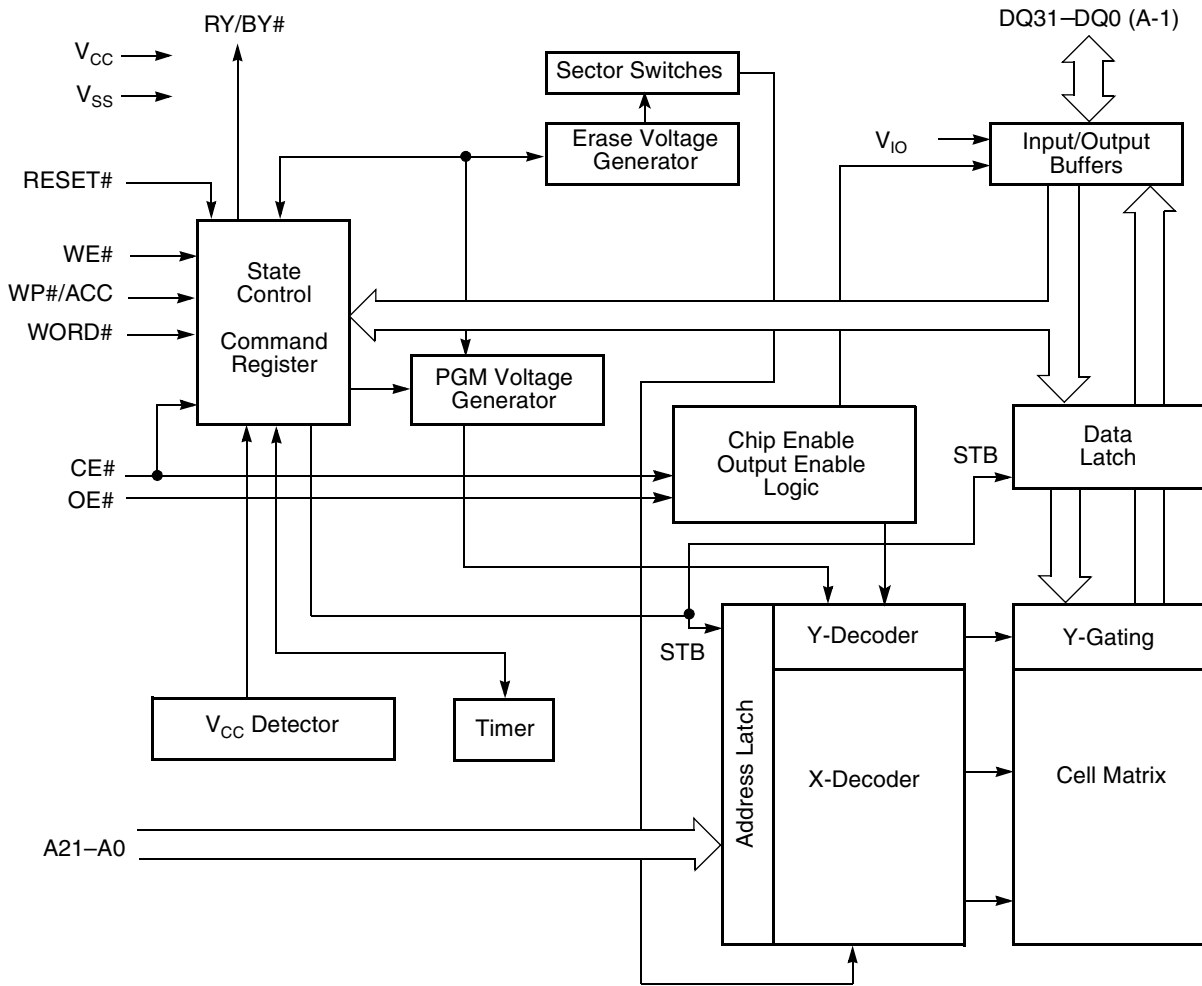 RY/BY#
DQ31–DQ0 (A-1)
VCC
VSS
Sector Switches
Erase Voltage
Generator
VIO
Input/Output
Buffers
RESET#
WE#
WP#/ACC
WORD#
State
Control
Command
Register
PGM Voltage
Generator
Chip Enable
Output Enable
Logic
Data
Latch
STB
CE#
OE#
STB
Y-Decoder
Y-Gating
VCC Detector
Timer
Address Latch
X-Decoder
Cell Matrix
A21–A0